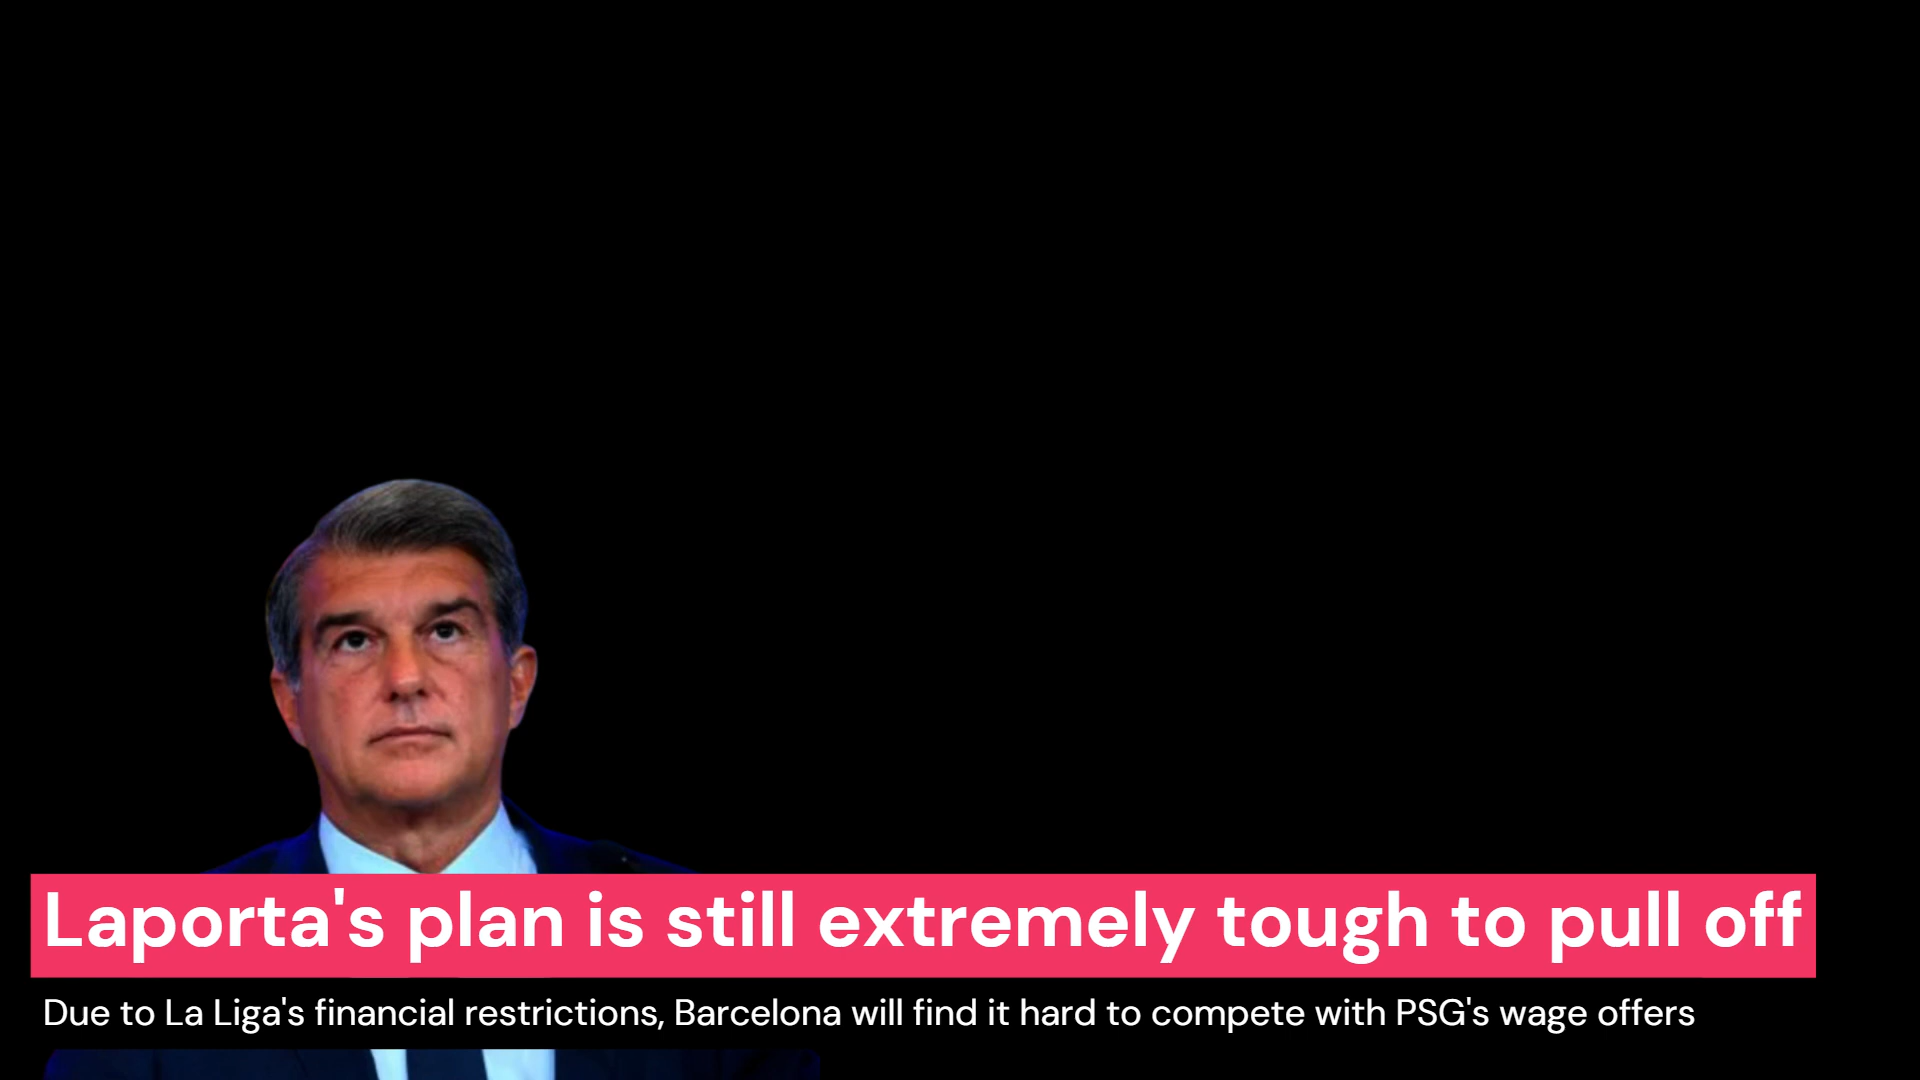 Laporta's plan is still extremely tough to pull off
Due to La Liga's financial restrictions, Barcelona will find it hard to compete with PSG's wage offers